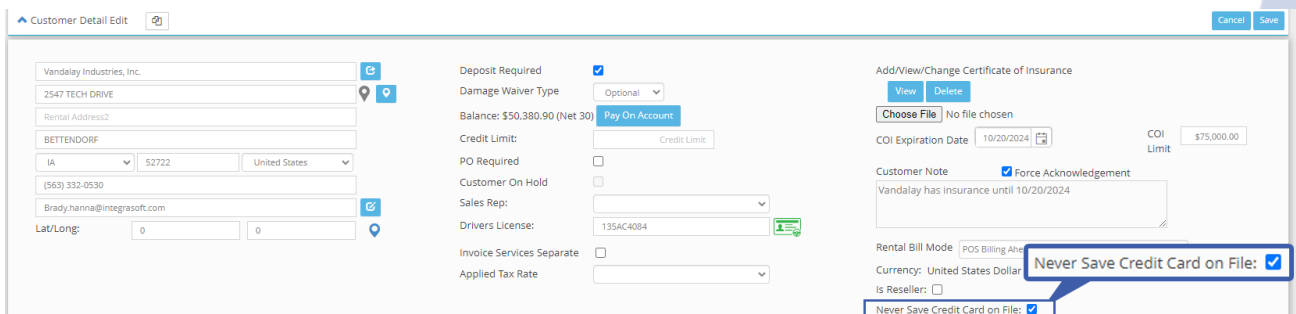 Customer Detail Edit
Cancel Save
Vandalay Industries, Inc.
2547 TECH DRIVE
Rental Address2
BETTENDORF
IA 52722 United States
(563) 332-0530
Brady.hanna@integrasoft.com
Lat/Long: 0 0
Deposit Required
Damage Waiver Type Optional
Balance: $50,380.90 (Net 30) Pay On Account
Credit Limit: Credit Limit
PO Required
Customer On Hold
Sales Rep:
Drivers License: 135AC4084
Invoice Services Separate
Applied Tax Rate
Add/View/Change Certificate of Insurance
View Delete
Choose File No file chosen
COI Expiration Date 10/20/2024 COI Limit $75,000.00
Customer Note Force Acknowledgement
Vandalay has insurance until 10/20/2024
Rental Bill Mode POS Billing
Currency: United States Dollar
Is Reseller:
Never Save Credit Card on File:
Never Save Credit Card on File: